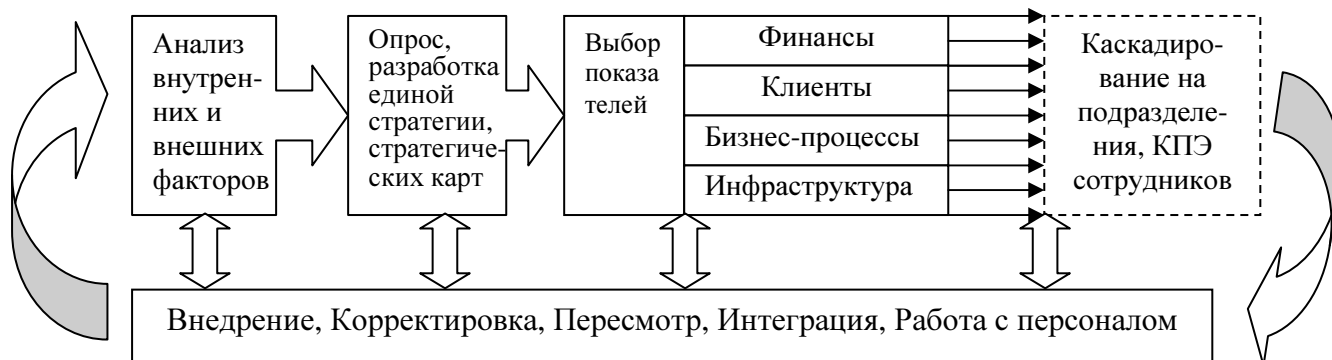 Анализ
внутрен-
них и
внешних
факторов
Опрос,
разработка
единой
стратегии,
стратегиче-
ских карт
Выбор
показа
телей
Финансы
Клиенты
Бизнес-процессы
Инфраструктура
Каскадиро-
вание на
подразделе-
ния, КПЭ
сотрудников
Внедрение, Корректировка, Пересмотр, Интеграция, Работа с персоналом